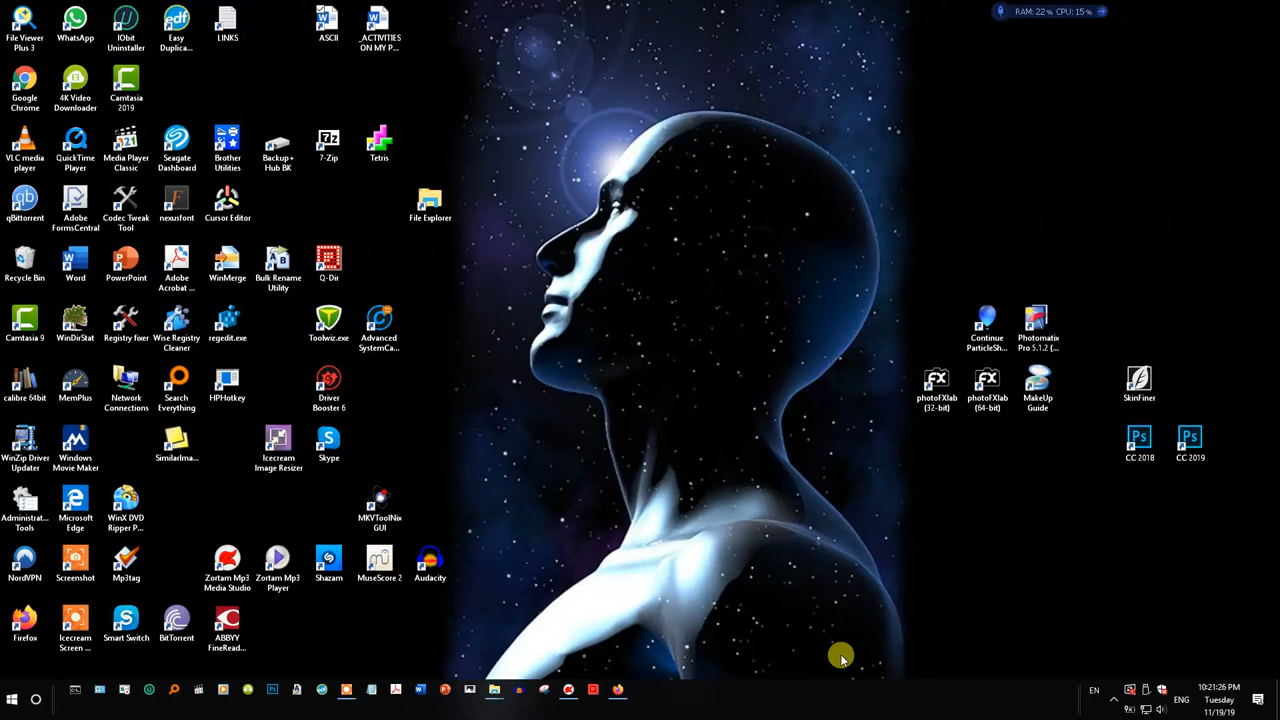 RAM: 22% CPU: 15%
File Viewer
Plus 3
WhatsApp
IObit
Uninstaller
Easy
Duplica...
LINKS
ASCII
_ACTIVITIES
ON MY P...
Google
Chrome
4K Video
Downloader
Camtasia
2019
VLC media
player
QuickTime
Player
Media Player
Classic
Seagate
Dashboard
Brother
Utilities
Backup+
Hub BK
7-Zip
Tetris
qBittorrent
Adobe
FormsCentral
Codec Tweak
Tool
nexusfont
Cursor Editor
File Explorer
Recycle Bin
Word
PowerPoint
Adobe
Acrobat ...
WinMerge
Bulk Rename
Utility
Q-Dir
Camtasia 9
WinDirStat
Registry fixer
Wise Registry
Cleaner
regedit.exe
Toolwiz.exe
Advanced
SystemCa...
Continue
ParticleSh...
Photomatix
Pro 5.1.2 (...
calibre 64bit
MemPlus
Network
Connections
Search
Everything
HPHotkey
Driver
Booster 6
photoFXlab
(32-bit)
photoFXlab
(64-bit)
MakeUp
Guide
SkinFiner
WinZip Driver
Updater
Windows
Movie Maker
SimilarIma...
Icecream
Image Resizer
Skype
CC 2018
CC 2019
Administrat...
Tools
Microsoft
Edge
WinX DVD
Ripper P...
MKVToolNix
GUI
NordVPN
Screenshot
Mp3tag
Zortam Mp3
Media Studio
Zortam Mp3
Player
Shazam
MuseScore 2
Audacity
Firefox
Icecream
Screen ...
Smart Switch
BitTorrent
ABBYY
FineRead...
EN
ENG
10:21:26 PM
Tuesday
11/19/19